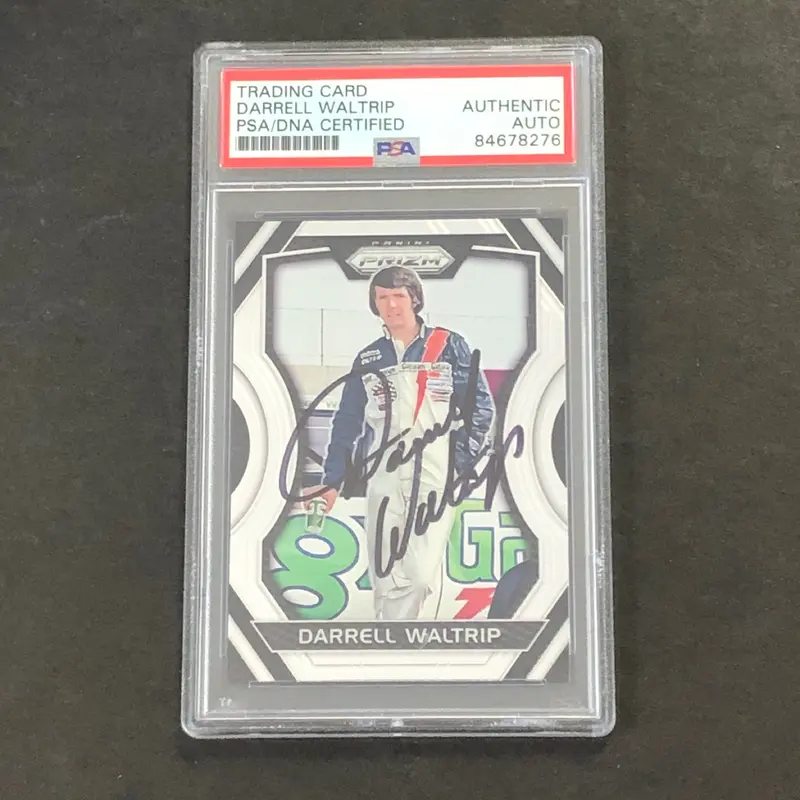 TRADING CARD
DARRELL WALTRIP
PSA/DNA CERTIFIED
AUTHENTIC
AUTO
84678276
PSA
PANINI
PRIZM
Darrell
Waltrip
DARRELL WALTRIP